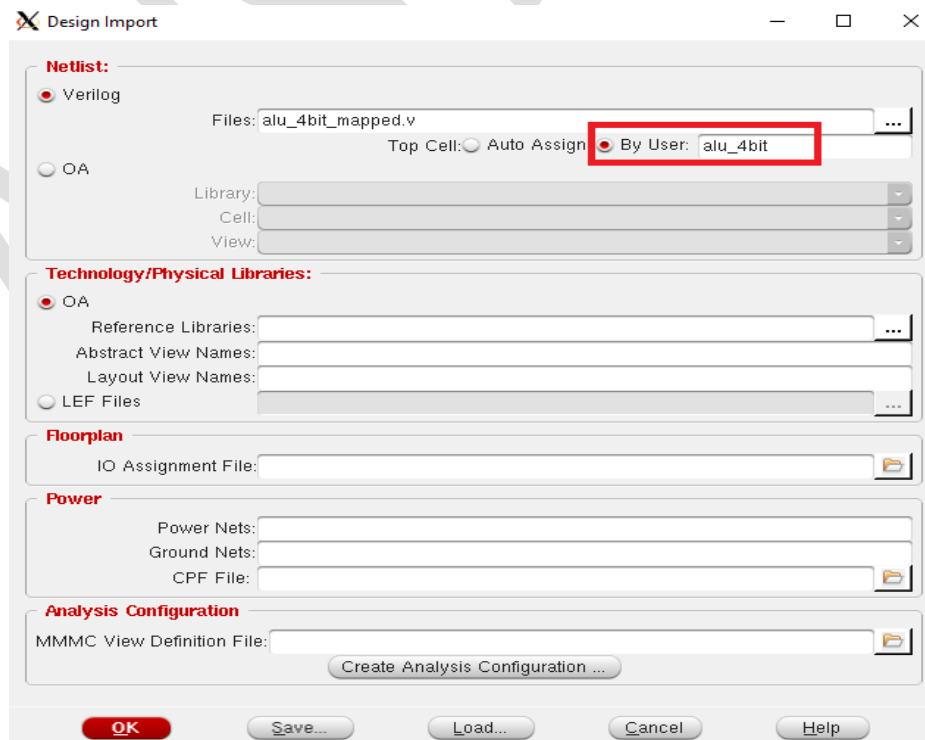 Design Import
Netlist:
Verilog
Files: alu_4bit_mapped.v ...
Top Cell: Auto Assign By User: alu_4bit
OA
Library:
Cell:
View:
Technology/Physical Libraries:
OA
Reference Libraries: ...
Abstract View Names:
Layout View Names:
LEF Files ...
Floorplan
IO Assignment File:
Power
Power Nets:
Ground Nets:
CPF File:
Analysis Configuration
MMMC View Definition File:
Create Analysis Configuration ...
OK Save... Load... Cancel Help